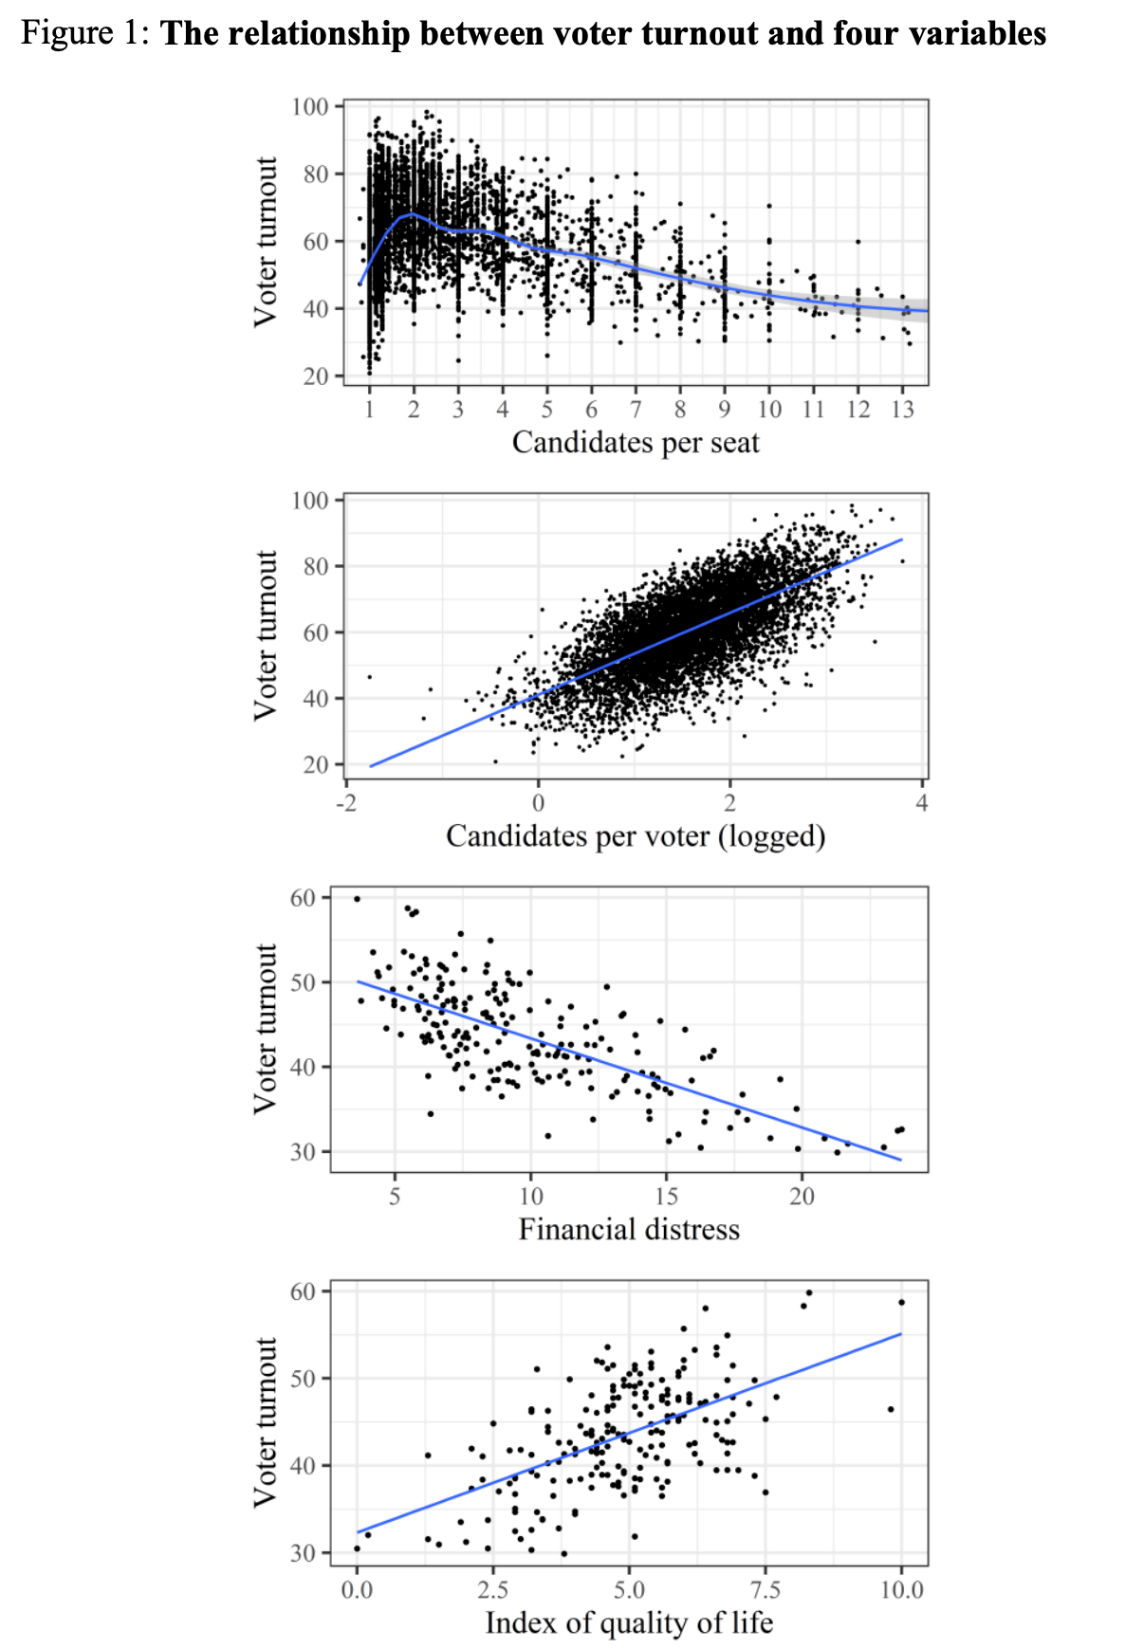 Figure 1: The relationship between voter turnout and four variables
100
80
60
40
20
Voter turnout
1 2 3 4 5 6 7 8 9 10 11 12 13
Candidates per seat
100
80
60
40
20
Voter turnout
-2 0 2 4
Candidates per voter (logged)
60
50
40
30
Voter turnout
5 10 15 20
Financial distress
60
50
40
30
Voter turnout
0.0 2.5 5.0 7.5 10.0
Index of quality of life